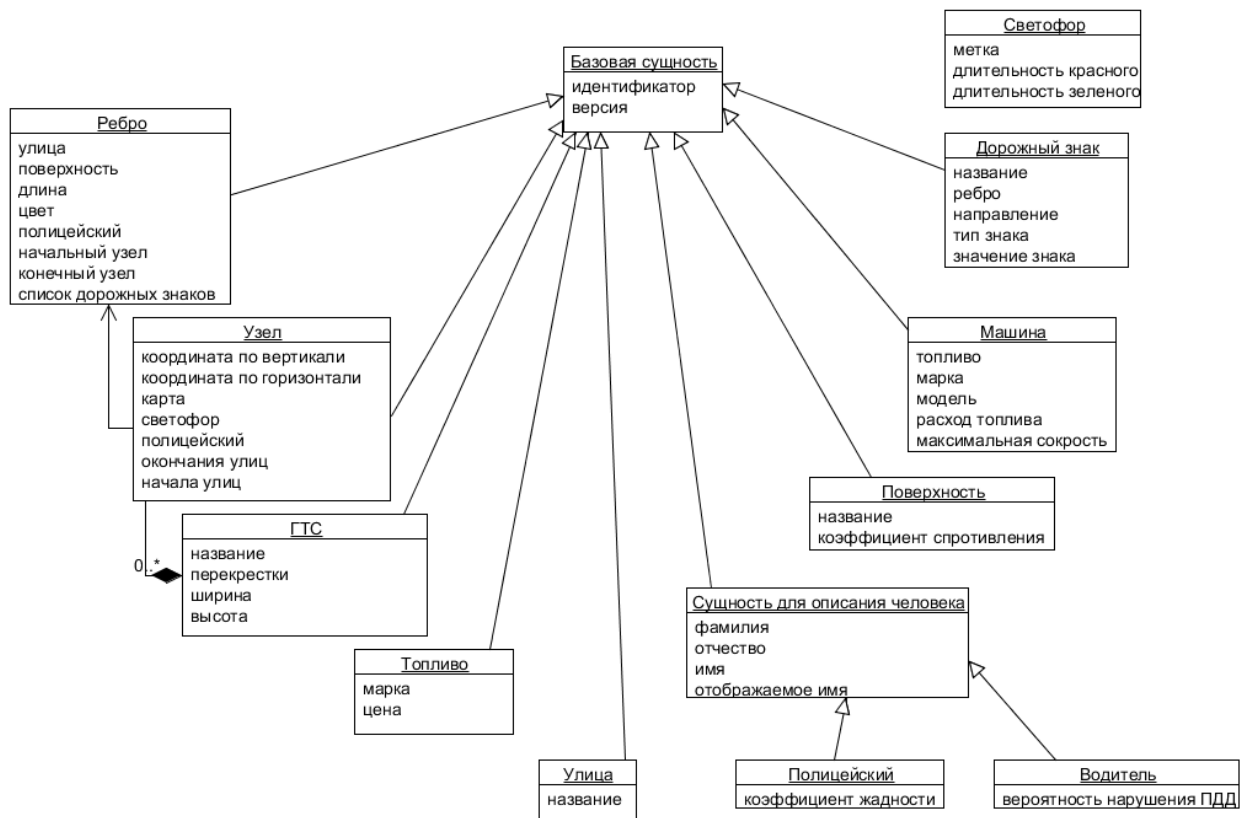 Светофор
метка
длительность красного
длительность зеленого
Базовая сущность
идентификатор
версия
Ребро
улица
поверхность
длина
цвет
полицейский
начальный узел
конечный узел
список дорожных знаков
Дорожный знак
название
ребро
направление
тип знака
значение знака
Узел
координата по вертикали
координата по горизонтали
карта
светофор
полицейский
окончания улиц
начала улиц
Машина
топливо
марка
модель
расход топлива
максимальная сокрость
Поверхность
название
коэффициент спротивления
ГТС
название
перекрестки
ширина
высота
0..*
Сущность для описания человека
фамилия
отчество
имя
отображаемое имя
Топливо
марка
цена
Улица
название
Полицейский
коэффициент жадности
Водитель
вероятность нарушения ПДД